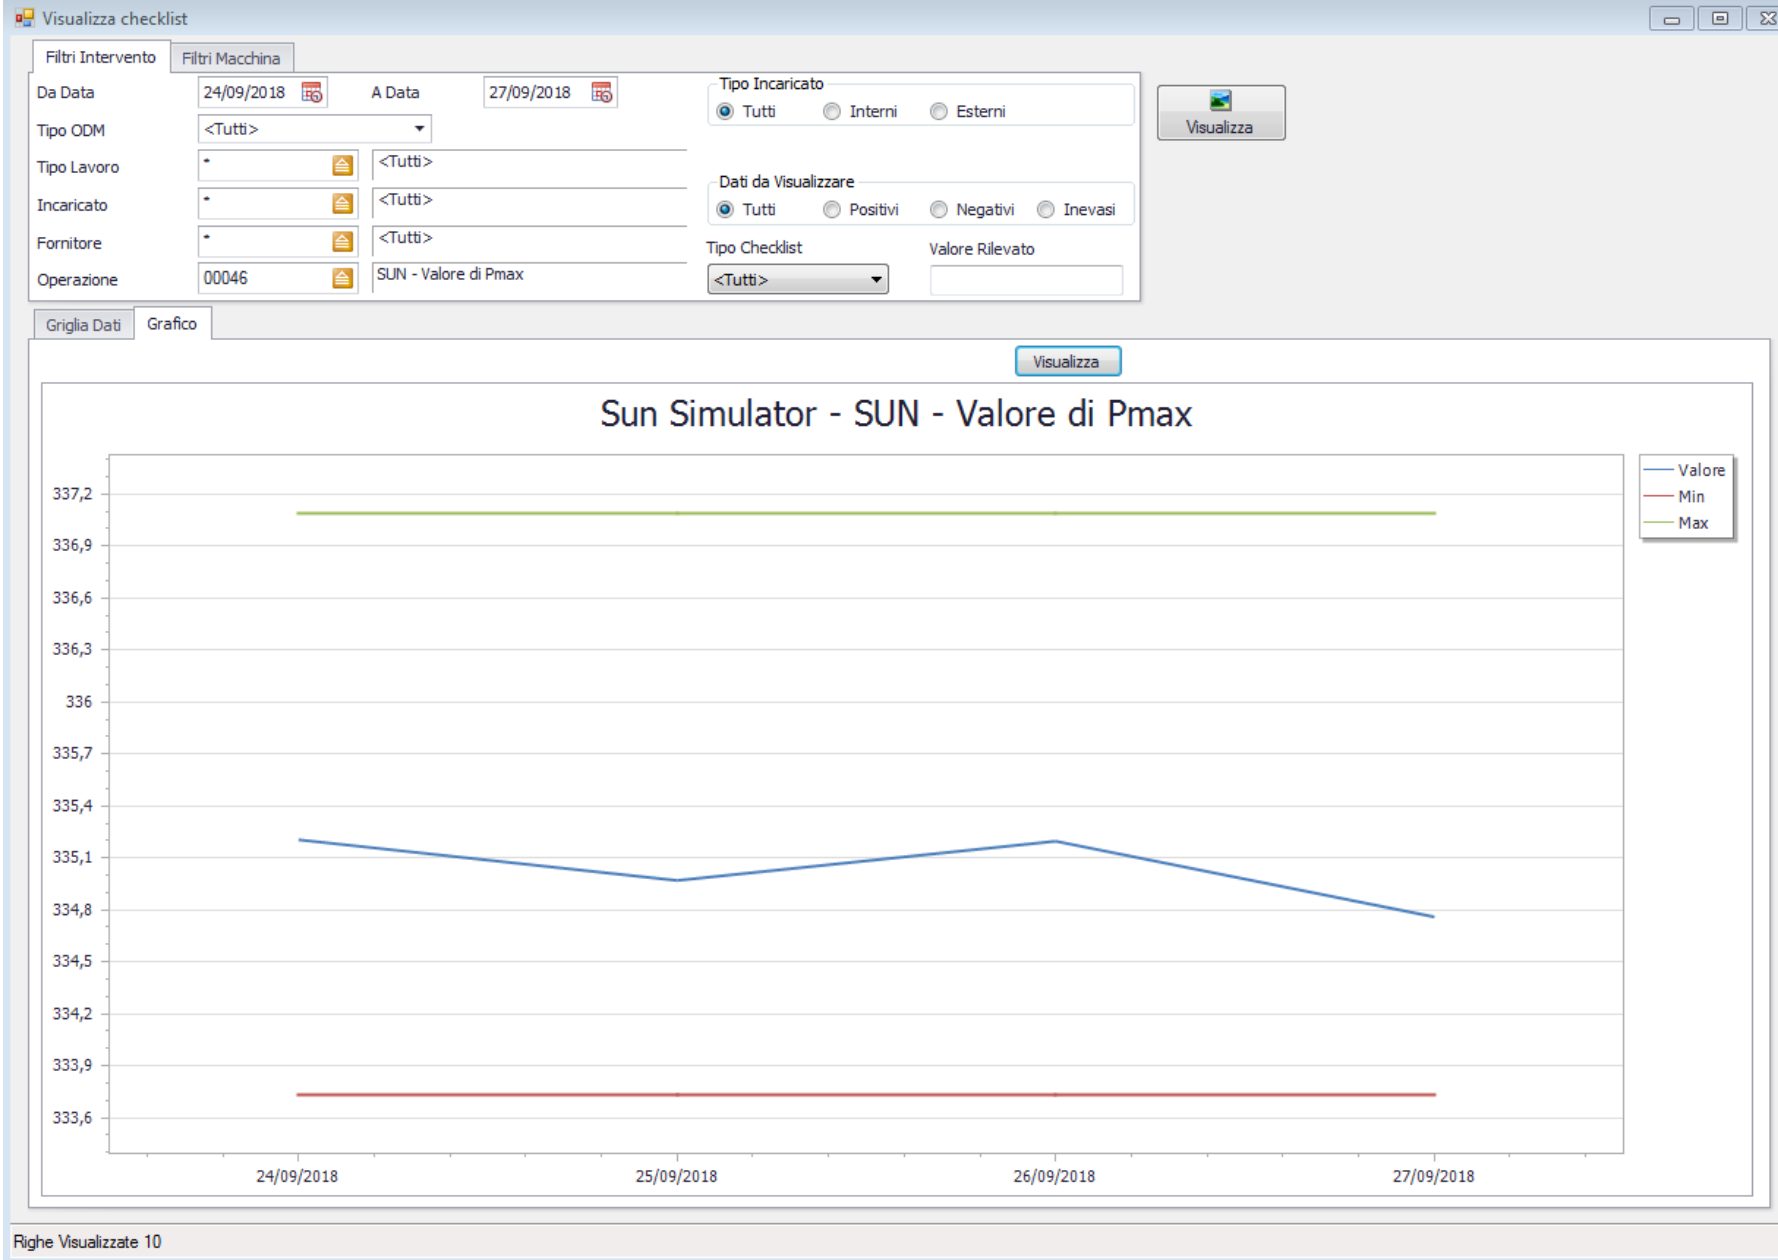 Visualizza checklist
Filtri Intervento
Filtri Macchina
Da Data
24/09/2018
A Data
27/09/2018
Tipo ODM
<Tutti>
Tipo Lavoro
*
<Tutti>
Incaricato
*
<Tutti>
Fornitore
*
<Tutti>
Operazione
00046
SUN - Valore di Pmax
Tipo Incaricato
Tutti
Interni
Esterni
Dati da Visualizzare
Tutti
Positivi
Negativi
Inevasi
Tipo Checklist
<Tutti>
Valore Rilevato
Visualizza
Griglia Dati
Grafico
Visualizza
Sun Simulator - SUN - Valore di Pmax
337,2
336,9
336,6
336,3
336
335,7
335,4
335,1
334,8
334,5
334,2
333,9
333,6
24/09/2018
25/09/2018
26/09/2018
27/09/2018
Valore
Min
Max
Righe Visualizzate 10